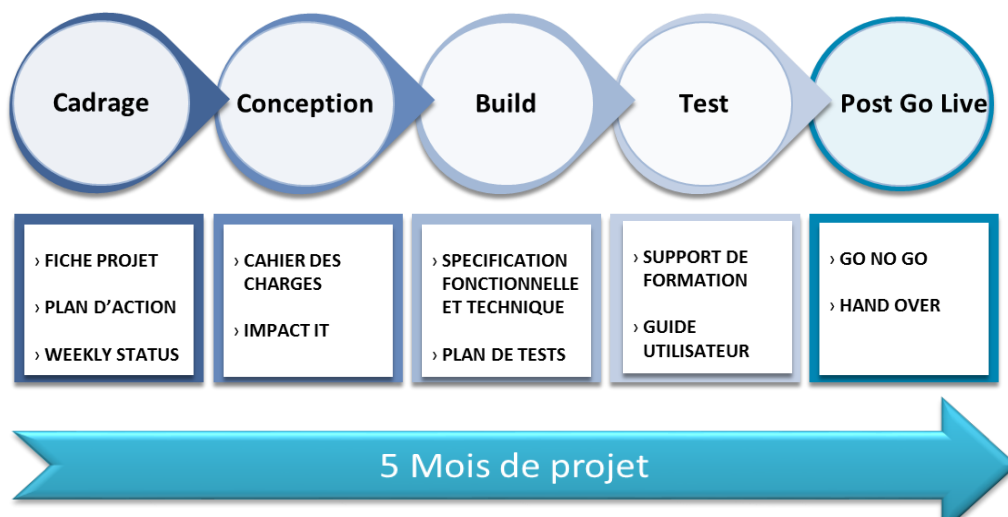 Cadrage
Conception
Build
Test
Post Go Live
› FICHE PROJET
› PLAN D’ACTION
› WEEKLY STATUS
› CAHIER DES
CHARGES
› IMPACT IT
› SPECIFICATION
FONCTIONNELLE
ET TECHNIQUE
› PLAN DE TESTS
› SUPPORT DE
FORMATION
› GUIDE
UTILISATEUR
› GO NO GO
› HAND OVER
5 Mois de projet